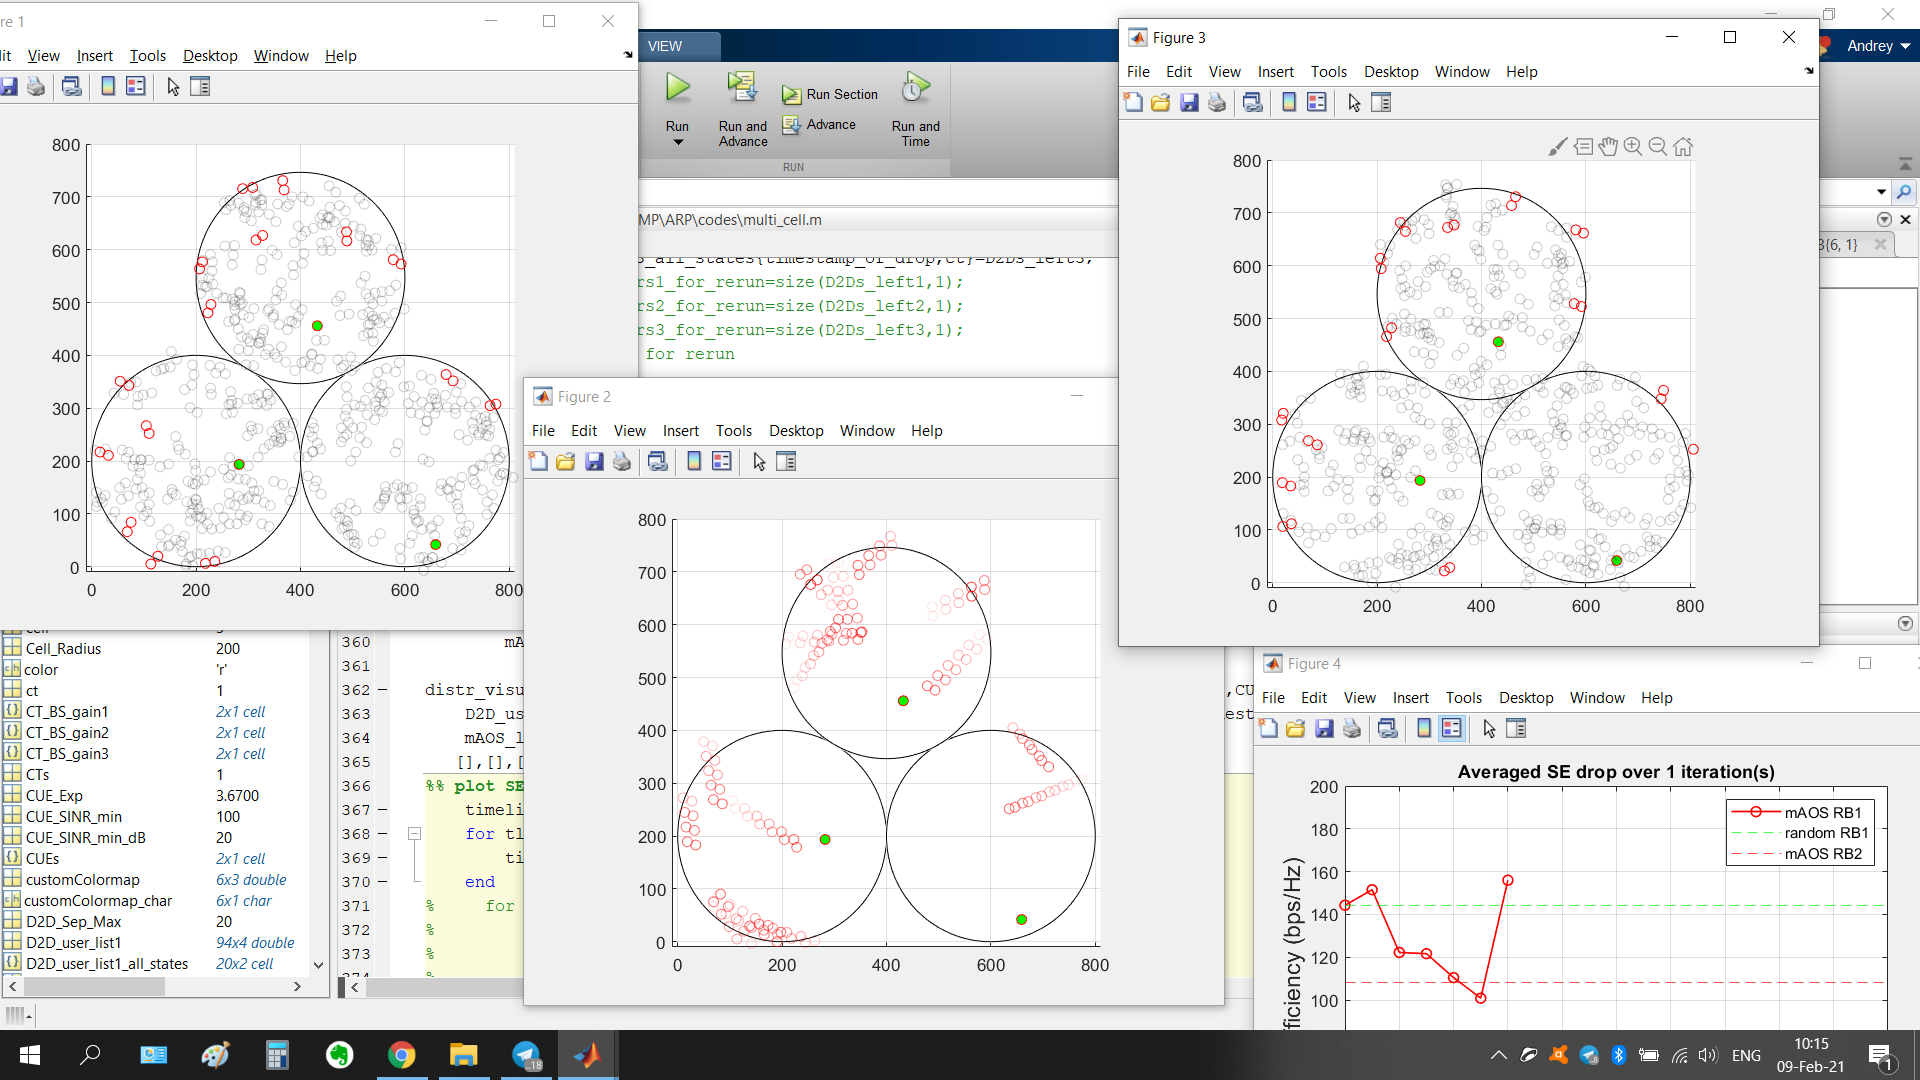 re 1
it View Insert Tools Desktop Window Help
800
700
600
500
400
300
200
100
0
0 200 400 600 800
VIEW
Run
Run and Advance
Run Section
Advance
Run and Time
RUN
MP\ARP\codes\multi_cell.m
s_all_states{timestamp_of_drop,ct}=D2Ds_left3;
rs1_for_rerun=size(D2Ds_left1,1);
rs2_for_rerun=size(D2Ds_left2,1);
rs3_for_rerun=size(D2Ds_left3,1);
for rerun
Andrey
3{6, 1}
Figure 3
File Edit View Insert Tools Desktop Window Help
800
700
600
500
400
300
200
100
0
0 200 400 600 800
Figure 2
File Edit View Insert Tools Desktop Window Help
800
700
600
500
400
300
200
100
0
0 200 400 600 800
Cell_Radius 200
color 'r'
ct 1
CT_BS_gain1 2x1 cell
CT_BS_gain2 2x1 cell
CT_BS_gain3 2x1 cell
CTs 1
CUE_Exp 3.6700
CUE_SINR_min 100
CUE_SINR_min_dB 20
CUEs 2x1 cell
customColormap 6x3 double
customColormap_char 6x1 char
D2D_Sep_Max 20
D2D_user_list1 94x4 double
D2D_user_list1_all_states 20x2 cell
360 mA
361
362 distr_visu ,CU
363 D2D_us est
364 mAOS_l
365 [],[],[
366 %% plot SE
367 timeli
368 for tl
369 ti
370 end
371 % for
372 %
373 %
374 %
Figure 4
File Edit View Insert Tools Desktop Window Help
Averaged SE drop over 1 iteration(s)
200
180
160
140
120
100
fficiency (bps/Hz)
mAOS RB1
random RB1
mAOS RB2
18
ENG
10:15
09-Feb-21
1